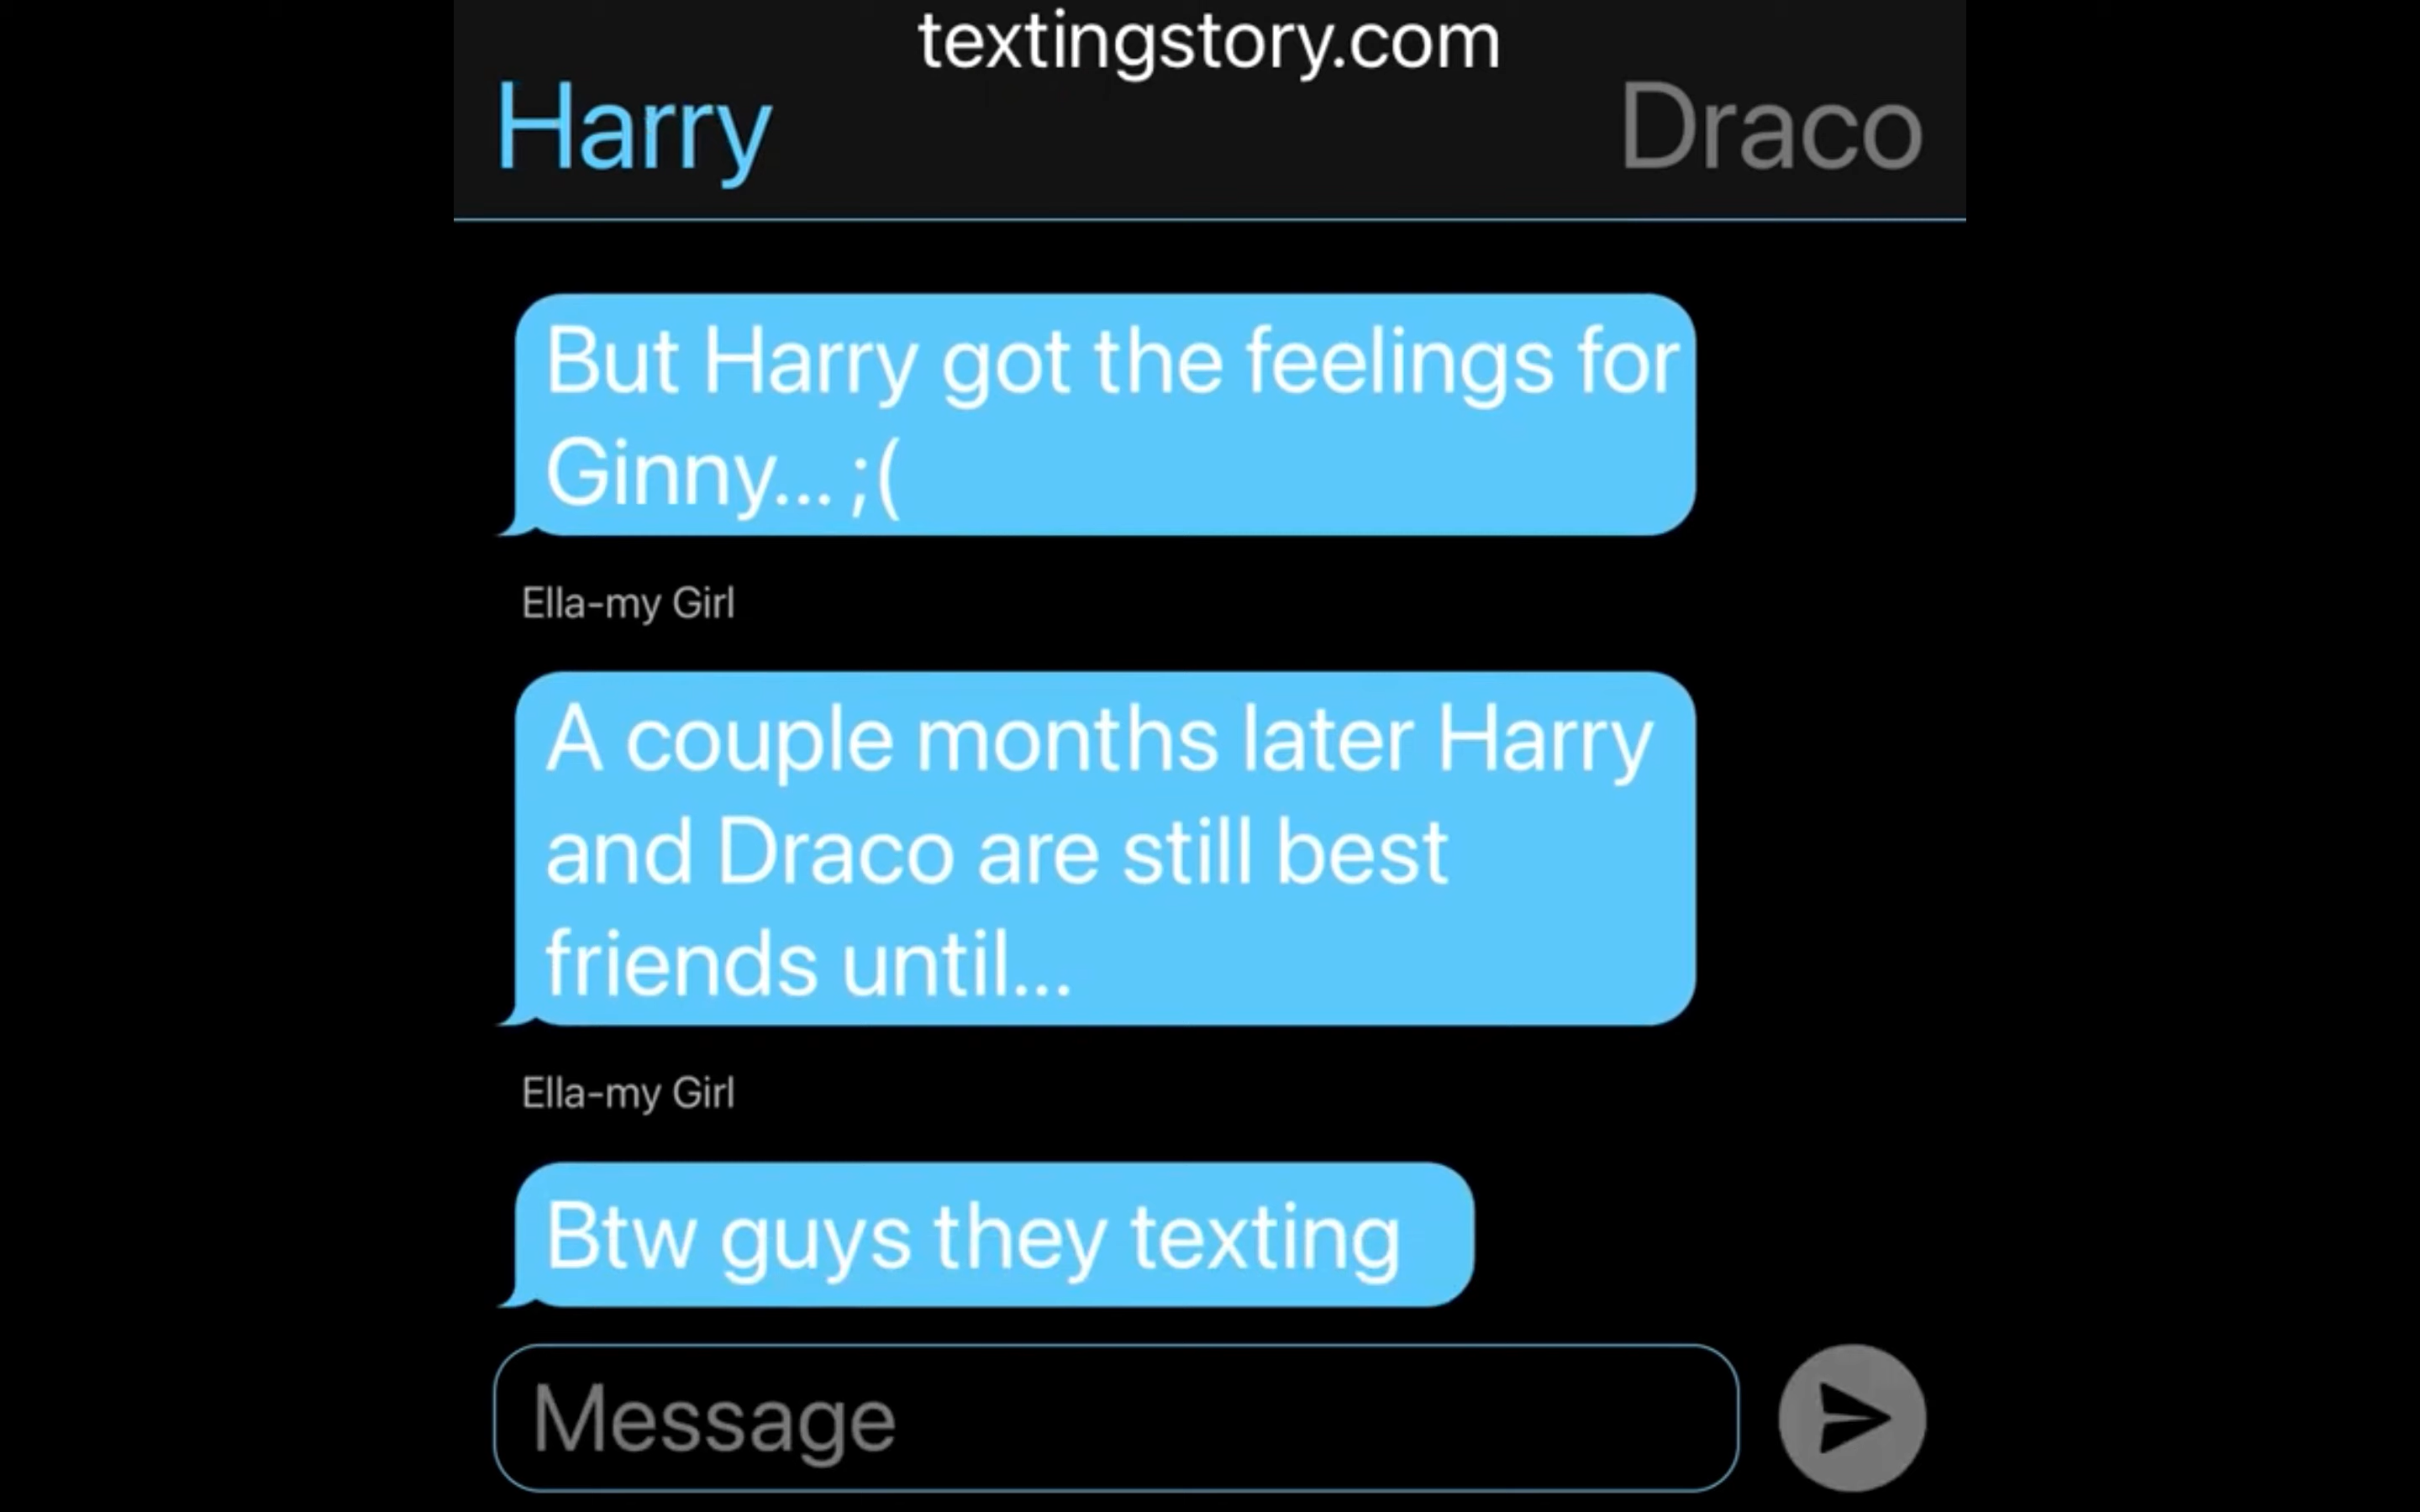 textingstory.com
Harry
Draco
But Harry got the feelings for
Ginny... ;(
Ella-my Girl
A couple months later Harry
and Draco are still best
friends until...
Ella-my Girl
Btw guys they texting
Message